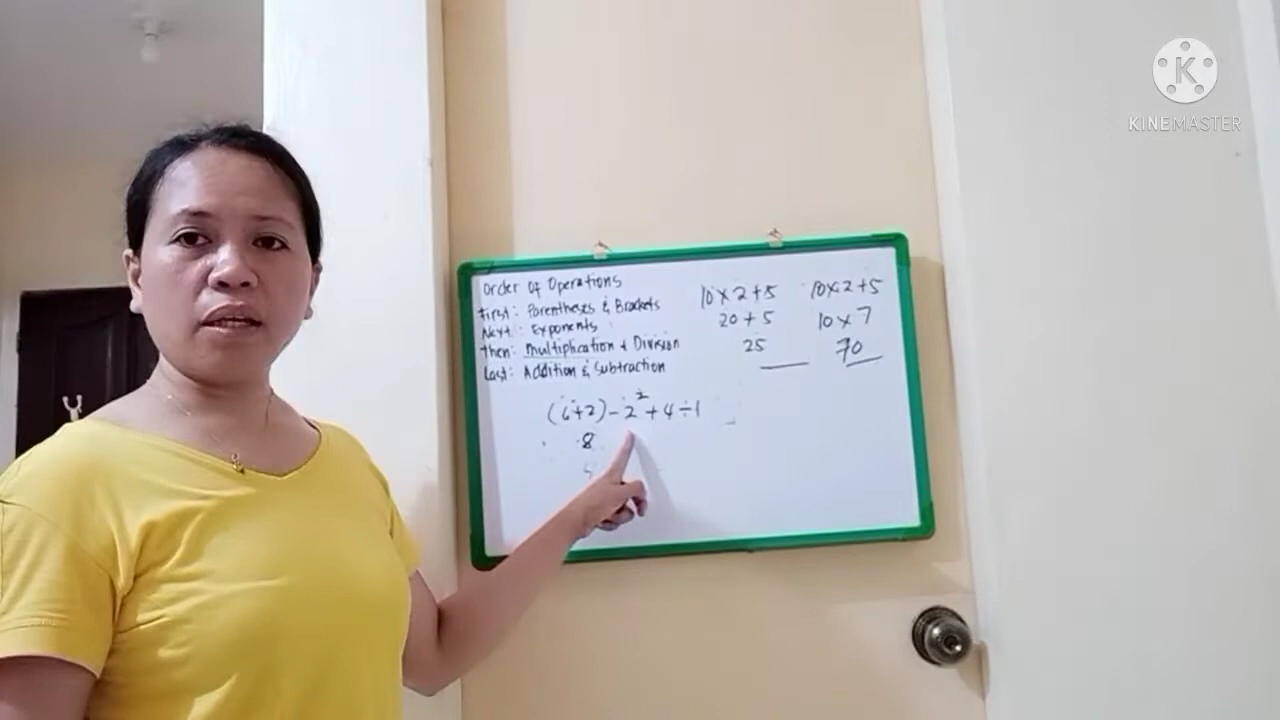 Order of Operations
First: Parentheses & Brackets
Next: Exponents
Then: Multiplication & Division
Last: Addition & Subtraction
10 x 2 + 5
20 + 5
25
10 x 2 + 5
10 x 7
70
(6+2) - 2² + 4 ÷ 1
8
KINEMASTER